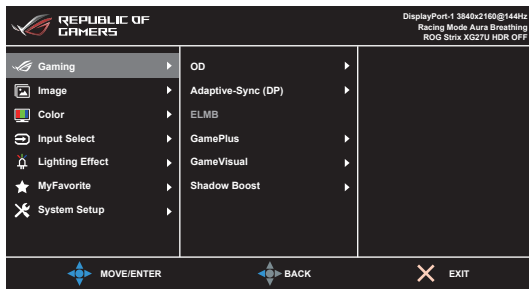 REPUBLIC OF
GAMERS
DisplayPort-1 3840x2160@144Hz
Racing Mode Aura Breathing
ROG Strix XG27U HDR OFF
Gaming
Image
Color
Input Select
Lighting Effect
MyFavorite
System Setup
OD
Adaptive-Sync (DP)
ELMB
GamePlus
GameVisual
Shadow Boost
MOVE/ENTER
BACK
EXIT